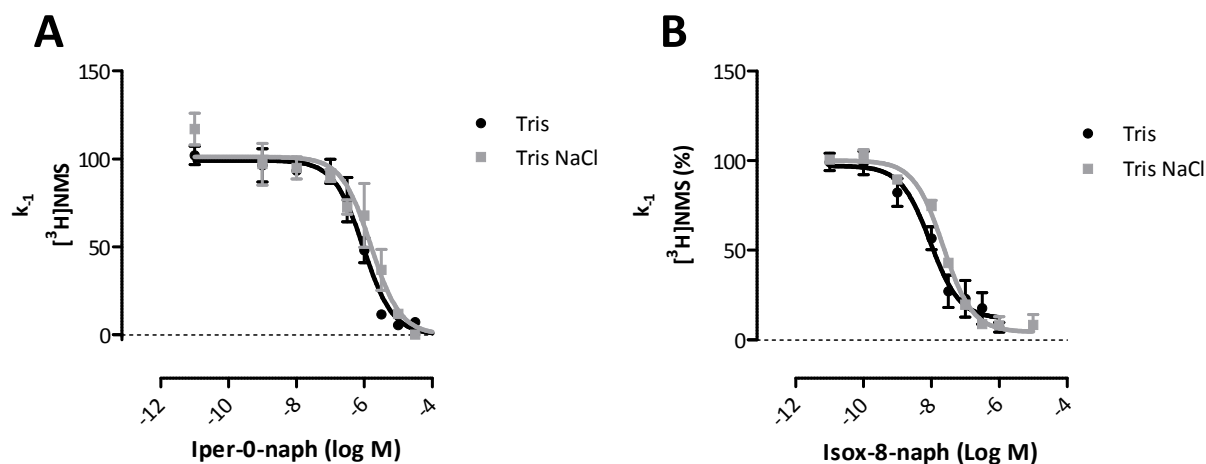 A
150
100
50
0
k-1
[3H]NMS
-12
-10
-8
-6
-4
Iper-0-naph (log M)
Tris
Tris NaCl
B
150
100
50
0
k-1
[3H]NMS (%)
-12
-10
-8
-6
-4
Isox-8-naph (Log M)
Tris
Tris NaCl